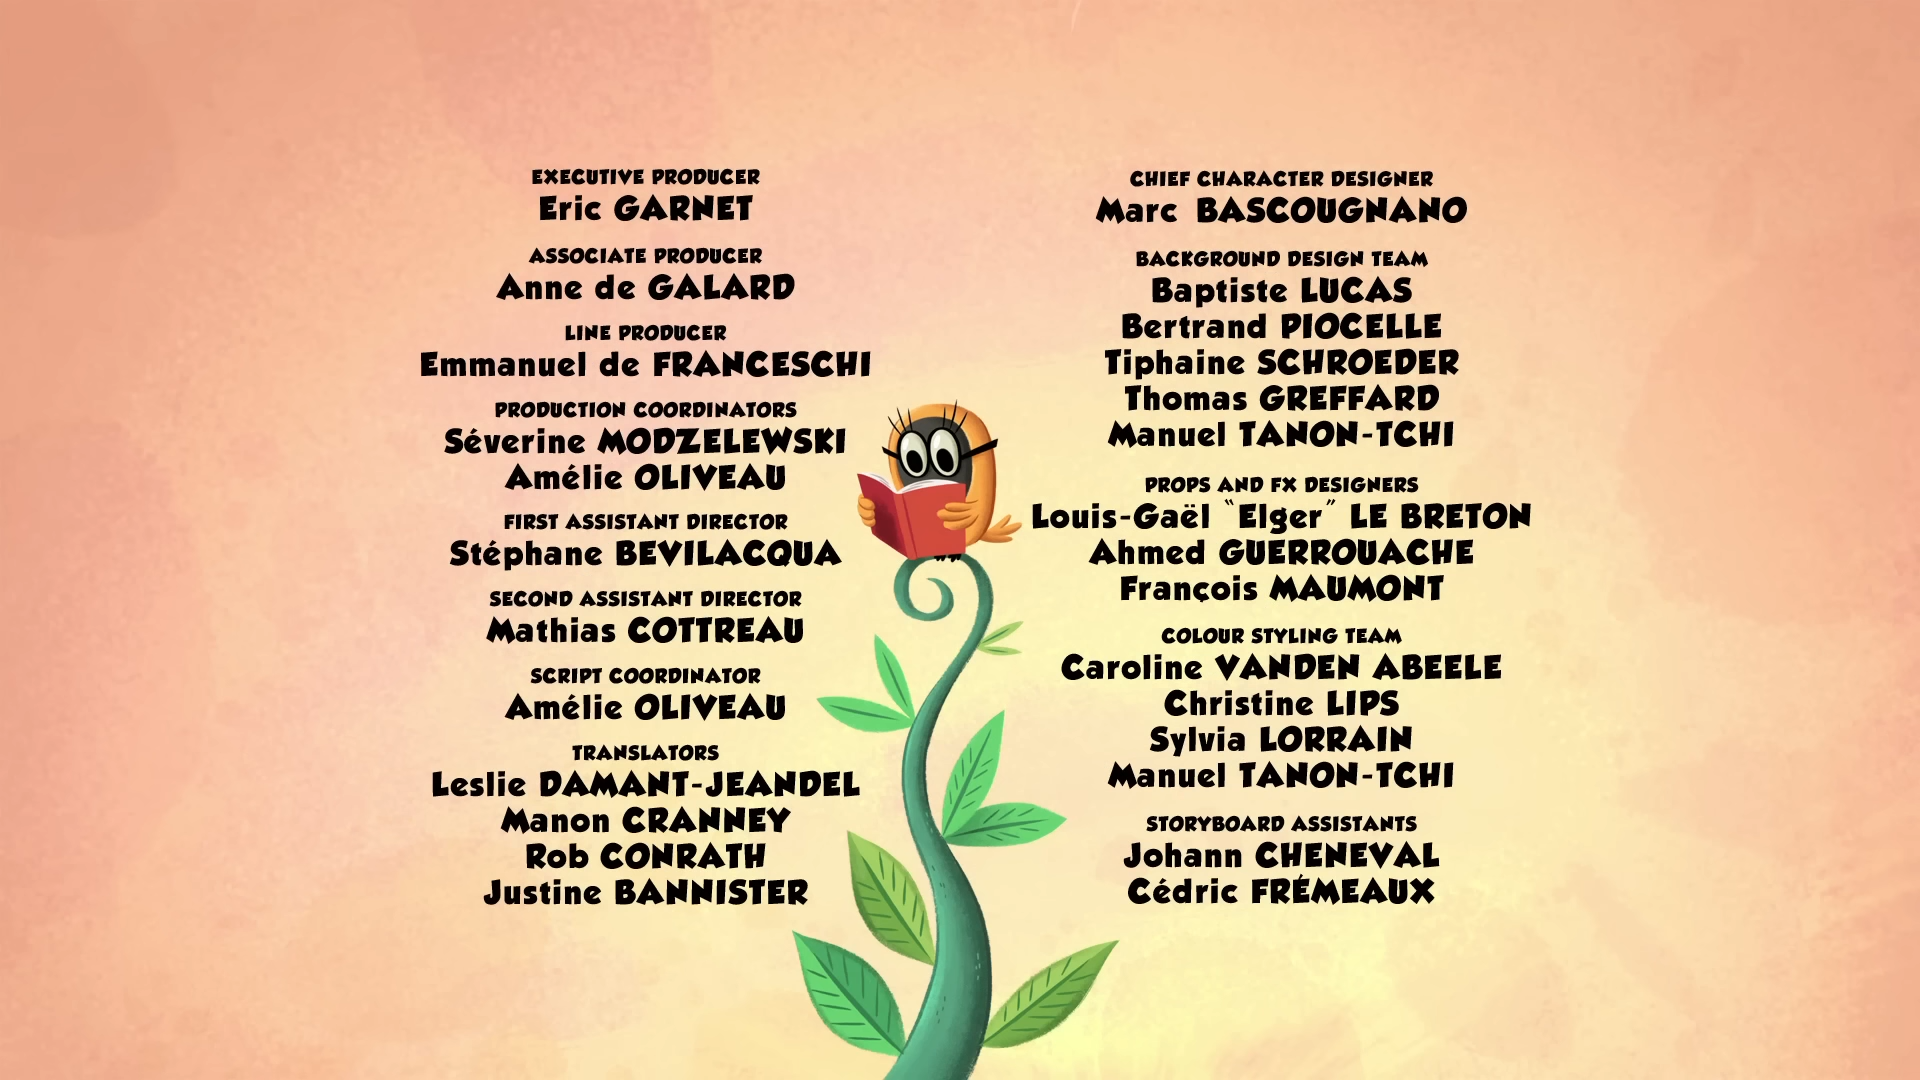 EXECUTIVE PRODUCER
Eric GARNET
ASSOCIATE PRODUCER
Anne de GALARD
LINE PRODUCER
Emmanuel de FRANCESCHI
PRODUCTION COORDINATORS
Séverine MODZELEWSKI
Amélie OLIVEAU
FIRST ASSISTANT DIRECTOR
Stéphane BEVILACQUA
SECOND ASSISTANT DIRECTOR
Mathias COTTREAU
SCRIPT COORDINATOR
Amélie OLIVEAU
TRANSLATORS
Leslie DAMANT-JEANDEL
Manon CRANNEY
Rob CONRATH
Justine BANNISTER
CHIEF CHARACTER DESIGNER
Marc BASCOUGNANO
BACKGROUND DESIGN TEAM
Baptiste LUCAS
Bertrand PIOCELLE
Tiphaine SCHROEDER
Thomas GREFFARD
Manuel TANON-TCHI
PROPS AND FX DESIGNERS
Louis-Gaël "Elger" LE BRETON
Ahmed GUERROUACHE
François MAUMONT
COLOUR STYLING TEAM
Caroline VANDEN ABEELE
Christine LIPS
Sylvia LORRAIN
Manuel TANON-TCHI
STORYBOARD ASSISTANTS
Johann CHENEVAL
Cédric FRÉMEAUX